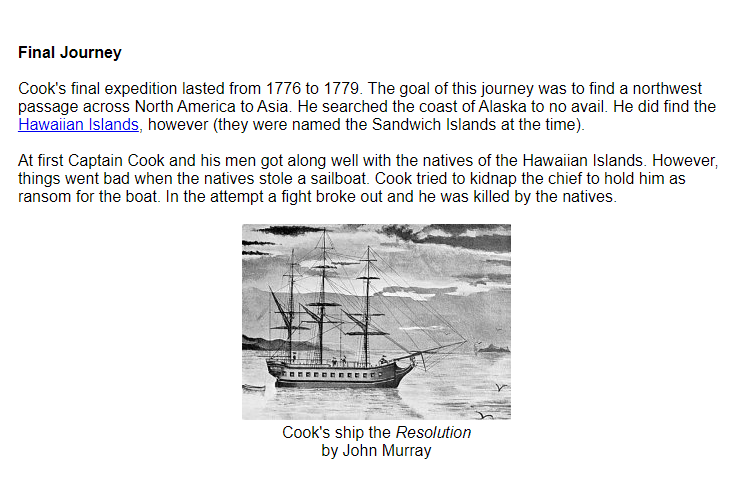 Final Journey
Cook's final expedition lasted from 1776 to 1779. The goal of this journey was to find a northwest
passage across North America to Asia. He searched the coast of Alaska to no avail. He did find the
Hawaiian Islands, however (they were named the Sandwich Islands at the time).
At first Captain Cook and his men got along well with the natives of the Hawaiian Islands. However,
things went bad when the natives stole a sailboat. Cook tried to kidnap the chief to hold him as
ransom for the boat. In the attempt a fight broke out and he was killed by the natives.
Cook's ship the Resolution
by John Murray